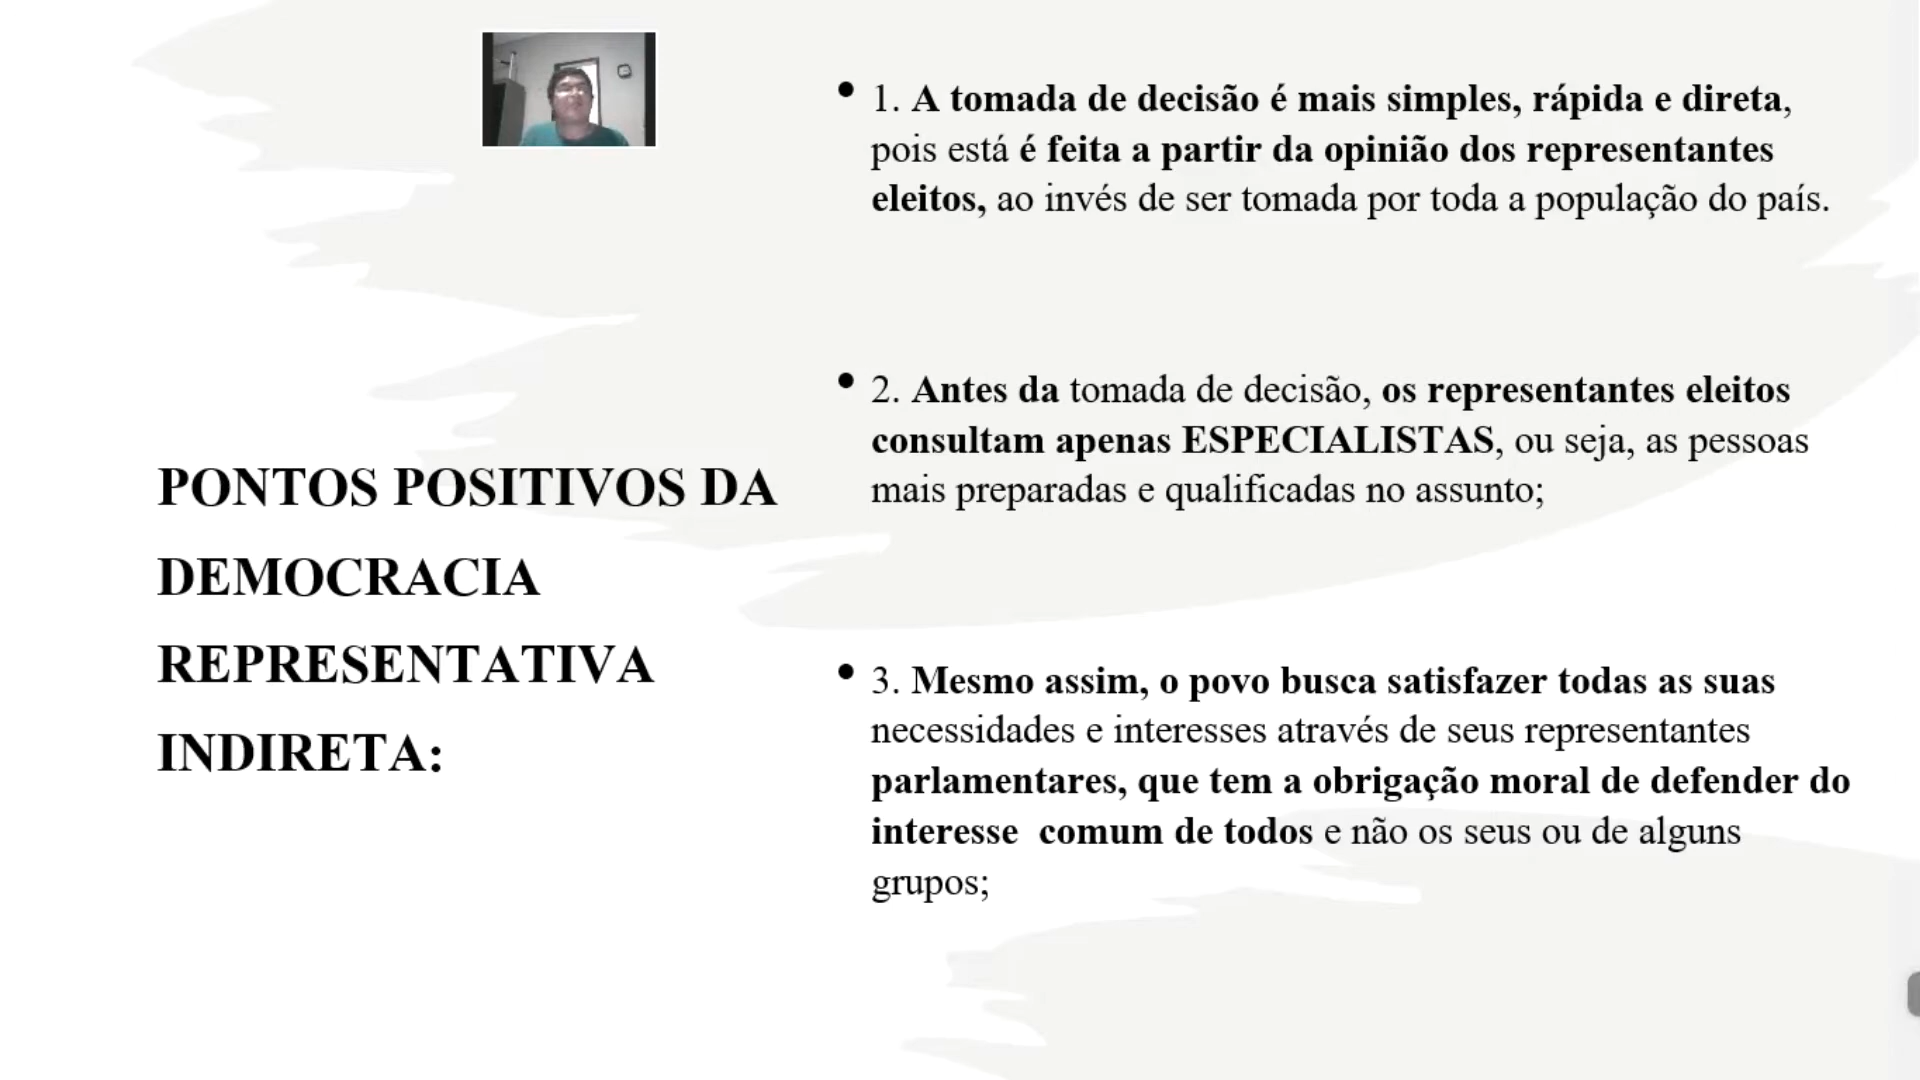 PONTOS POSITIVOS DA
DEMOCRACIA
REPRESENTATIVA
INDIRETA:
• 1. A tomada de decisão é mais simples, rápida e direta,
pois está é feita a partir da opinião dos representantes
eleitos, ao invés de ser tomada por toda a população do país.
• 2. Antes da tomada de decisão, os representantes eleitos
consultam apenas ESPECIALISTAS, ou seja, as pessoas
mais preparadas e qualificadas no assunto;
• 3. Mesmo assim, o povo busca satisfazer todas as suas
necessidades e interesses através de seus representantes
parlamentares, que tem a obrigação moral de defender do
interesse  comum de todos e não os seus ou de alguns
grupos;